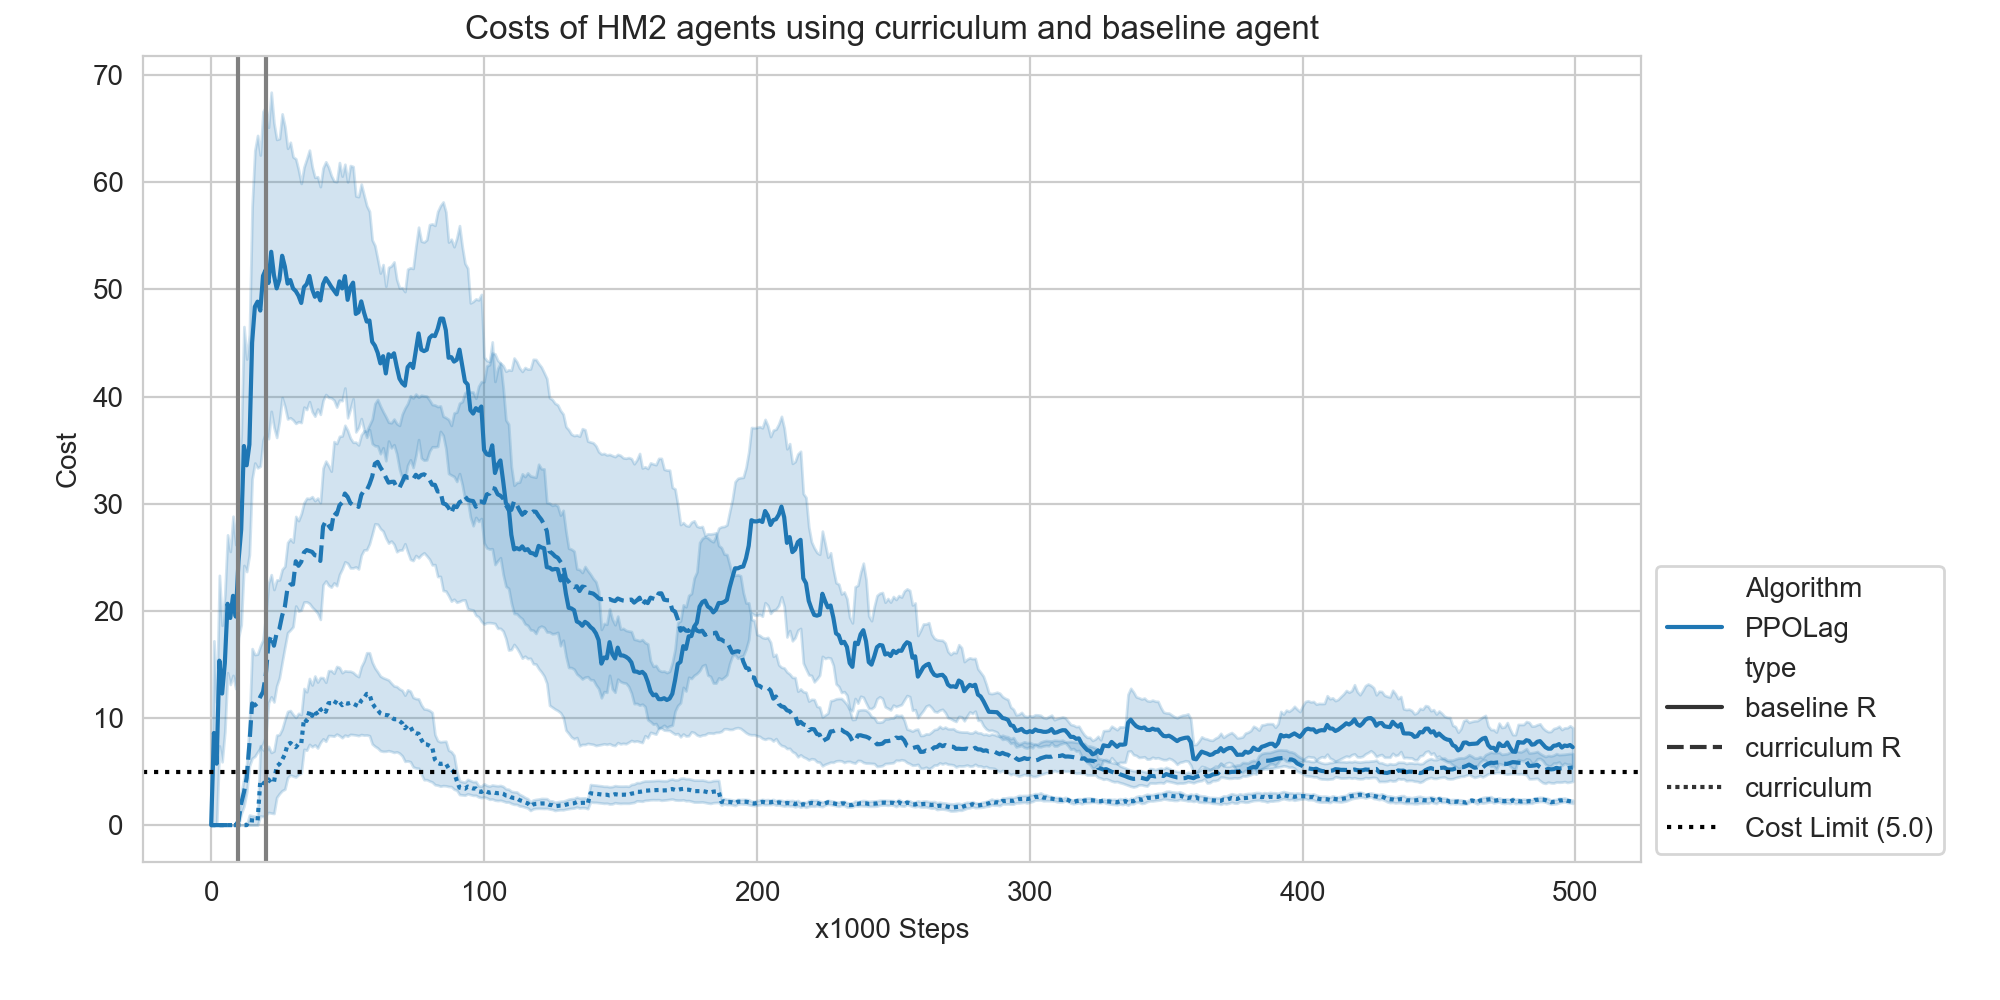 Costs of HM2 agents using curriculum and baseline agent
70
60
50
40
30
20
10
0
Cost
0 100 200 300 400 500
x1000 Steps
Algorithm
PPOLag
type
baseline R
curriculum R
curriculum
Cost Limit (5.0)